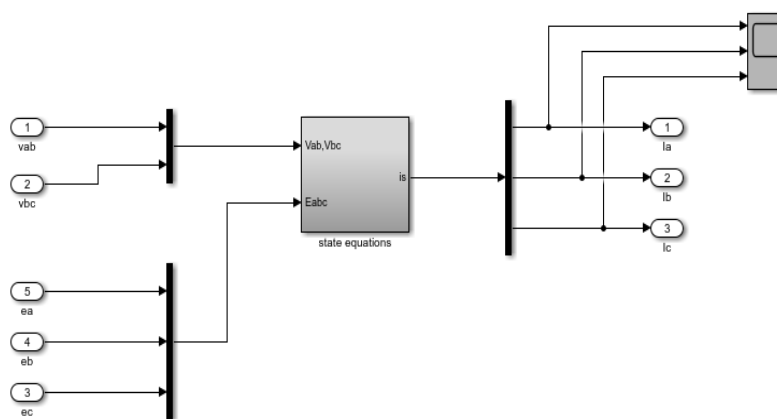 1
vab
2
vbc
Vab,Vbc
Eabc
is
state equations
1
Ia
2
Ib
3
Ic
5
ea
4
eb
3
ec